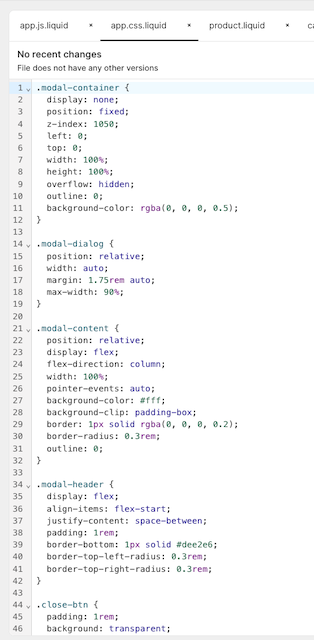 app.js.liquid × app.css.liquid × product.liquid × ca
No recent changes
File does not have any other versions
1 .modal-container {
2 display: none;
3 position: fixed;
4 z-index: 1050;
5 left: 0;
6 top: 0;
7 width: 100%;
8 height: 100%;
9 overflow: hidden;
10 outline: 0;
11 background-color: rgba(0, 0, 0, 0.5);
12 }
13
14 .modal-dialog {
15 position: relative;
16 width: auto;
17 margin: 1.75rem auto;
18 max-width: 90%;
19 }
20
21 .modal-content {
22 position: relative;
23 display: flex;
24 flex-direction: column;
25 width: 100%;
26 pointer-events: auto;
27 background-color: #fff;
28 background-clip: padding-box;
29 border: 1px solid rgba(0, 0, 0, 0.2);
30 border-radius: 0.3rem;
31 outline: 0;
32 }
33
34 .modal-header {
35 display: flex;
36 align-items: flex-start;
37 justify-content: space-between;
38 padding: 1rem;
39 border-bottom: 1px solid #dee2e6;
40 border-top-left-radius: 0.3rem;
41 border-top-right-radius: 0.3rem;
42 }
43
44 .close-btn {
45 padding: 1rem;
46 background: transparent;